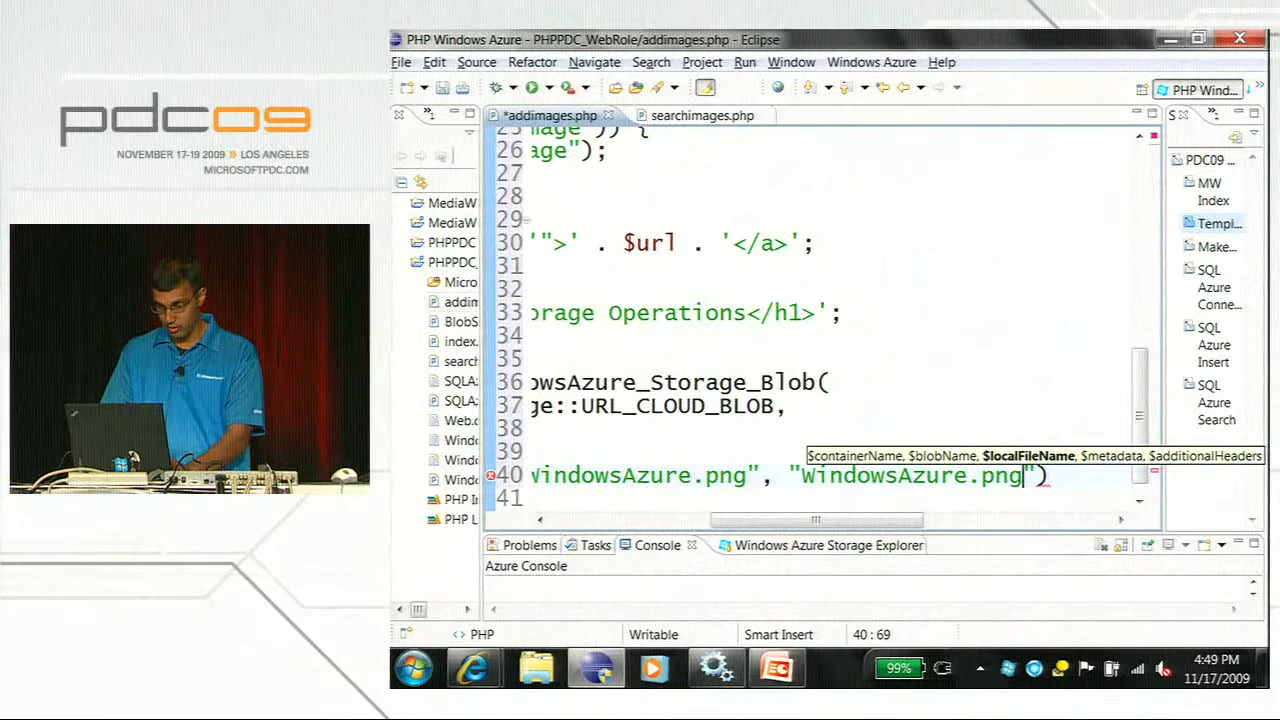 pdc09
NOVEMBER 17-19 2009 » LOS ANGELES
MICROSOFTPDC.COM
PHP Windows Azure - PHPPDC_WebRole/addimages.php - Eclipse
File Edit Source Refactor Navigate Search Project Run Window Windows Azure Help
PHP Wind...
*addimages.php
searchimages.php
25 image")) {
26 age");
27
28
29
30 '">' . $url . '</a>';
31
32
33 orage Operations</h1>';
34
35
36 owsAzure_Storage_Blob(
37 ge::URL_CLOUD_BLOB,
38
39
$containerName, $blobName, $localFileName, $metadata, $additionalHeaders
40 WindowsAzure.png", "WindowsAzure.png")
41
MediaW
MediaW
PHPPDC
PHPPDC_
Micro
addim
BlobS
index.
search
SQLA
SQLA
Web.c
Windo
Windo
Windo
PHP I
PHP L
PDC09 ...
MW
Index
Templ...
Make...
SQL
Azure
Conne...
SQL
Azure
Insert
SQL
Azure
Search
Problems Tasks Console Windows Azure Storage Explorer
Azure Console
PHP Writable Smart Insert 40 : 69
99%
4:49 PM
11/17/2009